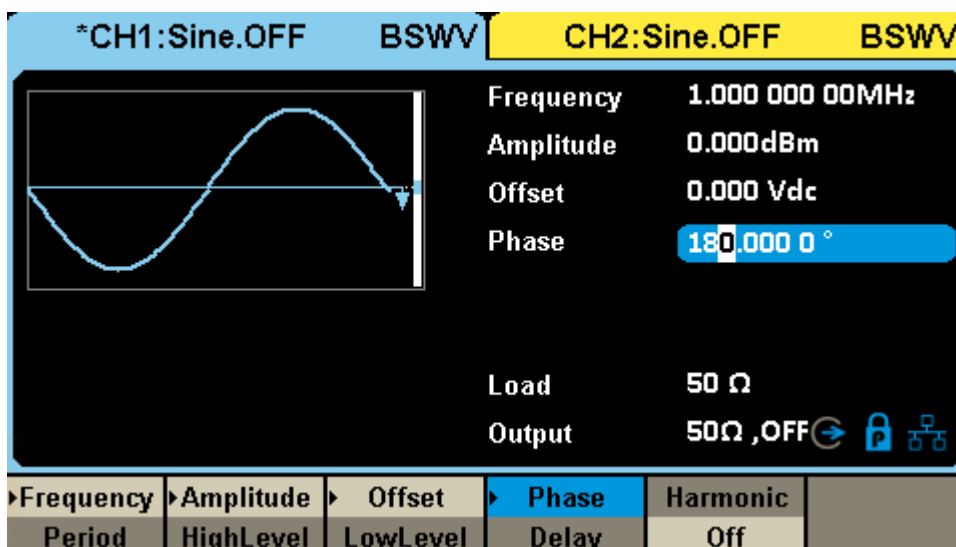 *CH1:Sine.OFF BSWV CH2:Sine.OFF BSWV
Frequency 1.000 000 00MHz
Amplitude 0.000dBm
Offset 0.000 Vdc
Phase 180.000 0 °
Load 50 Ω
Output 50Ω ,OFF P
Frequency Amplitude Offset Phase Harmonic
Period HighLevel LowLevel Delay Off